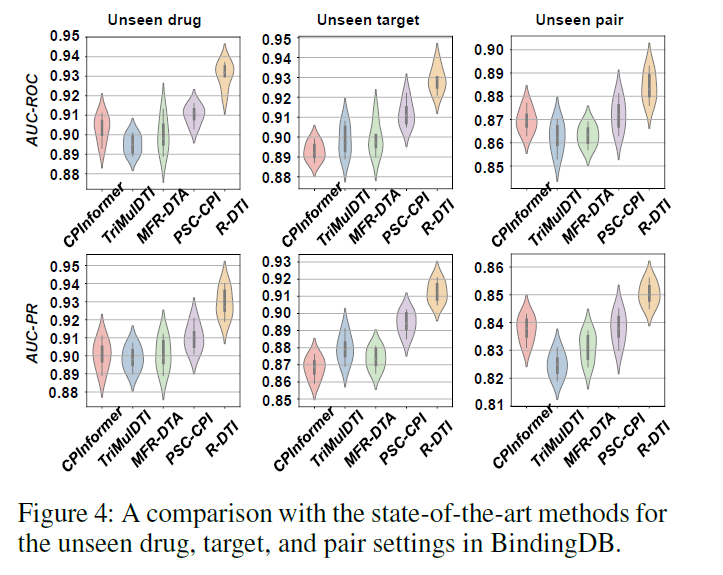 Unseen drug
Unseen target
Unseen pair
AUC-ROC
0.95
0.94
0.93
0.92
0.91
0.90
0.89
0.88
CPInformer
TriMulDTI
MFR-DTA
PSC-CPI
R-DTI
0.95
0.94
0.93
0.92
0.91
0.90
0.89
0.88
CPInformer
TriMulDTI
MFR-DTA
PSC-CPI
R-DTI
0.90
0.89
0.88
0.87
0.86
0.85
CPInformer
TriMulDTI
MFR-DTA
PSC-CPI
R-DTI
AUC-PR
0.95
0.94
0.93
0.92
0.91
0.90
0.89
0.88
CPInformer
TriMulDTI
MFR-DTA
PSC-CPI
R-DTI
0.93
0.92
0.91
0.90
0.89
0.88
0.87
0.86
0.85
CPInformer
TriMulDTI
MFR-DTA
PSC-CPI
R-DTI
0.86
0.85
0.84
0.83
0.82
0.81
CPInformer
TriMulDTI
MFR-DTA
PSC-CPI
R-DTI
Figure 4: A comparison with the state-of-the-art methods for
the unseen drug, target, and pair settings in BindingDB.